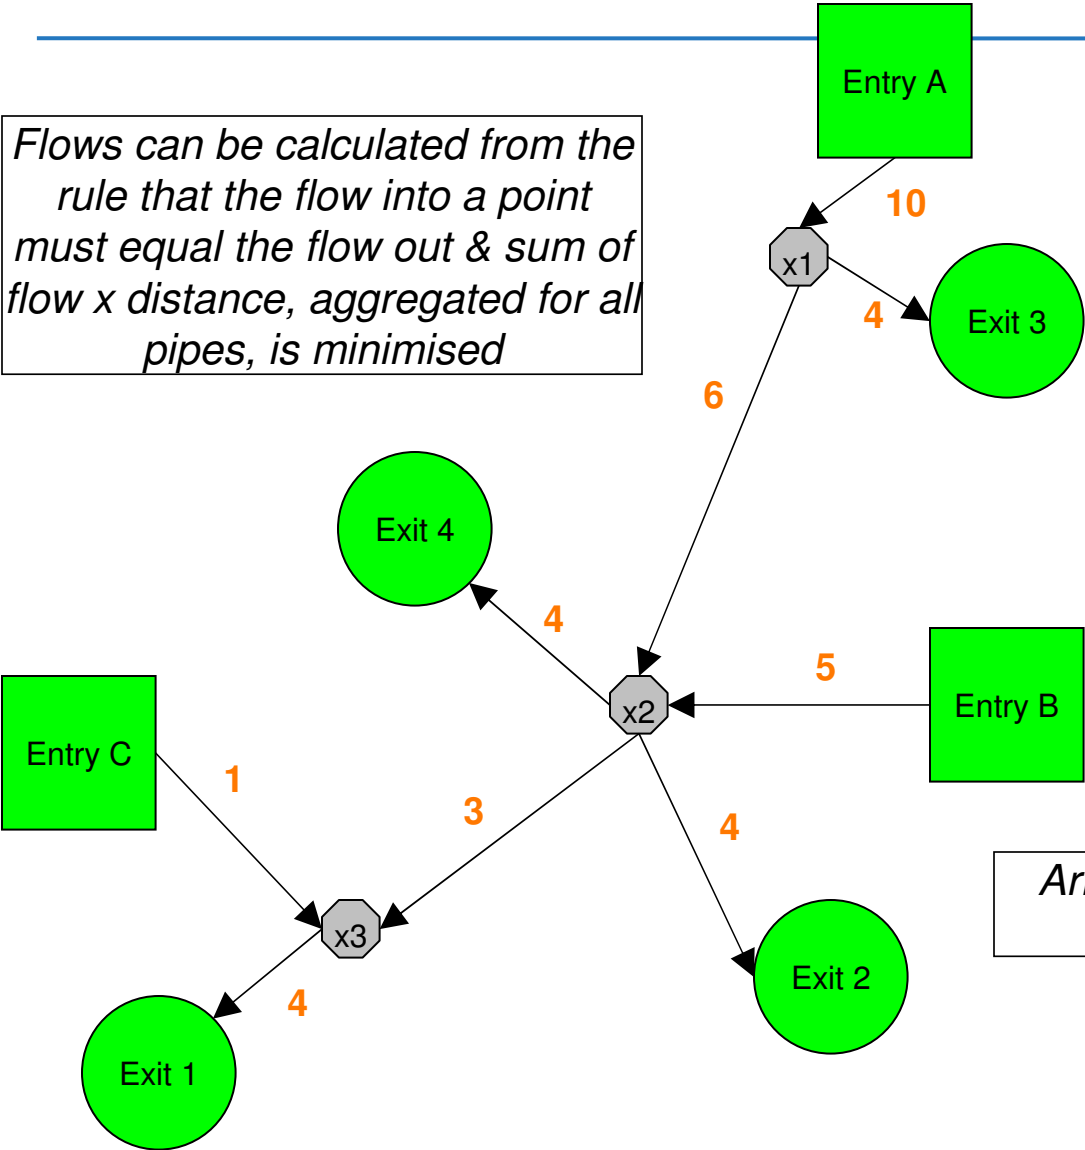 Entry A
Flows can be calculated from the
rule that the flow into a point
must equal the flow out & sum of
flow x distance, aggregated for all
pipes, is minimised
10
x1
4
Exit 3
6
Exit 4
4
5
x2
Entry B
Entry C
1
3
4
x3
Exit 2
4
Exit 1